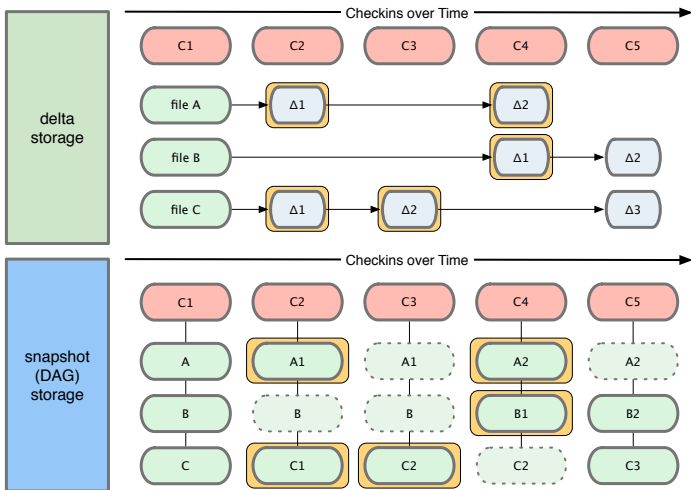 Checkins over Time
C1 C2 C3 C4 C5
delta
storage
file A Δ1 Δ2
file B Δ1 Δ2
file C Δ1 Δ2 Δ3
Checkins over Time
C1 C2 C3 C4 C5
snapshot
(DAG)
storage
A A1 A1 A2 A2
B B B B1 B2
C C1 C2 C2 C3